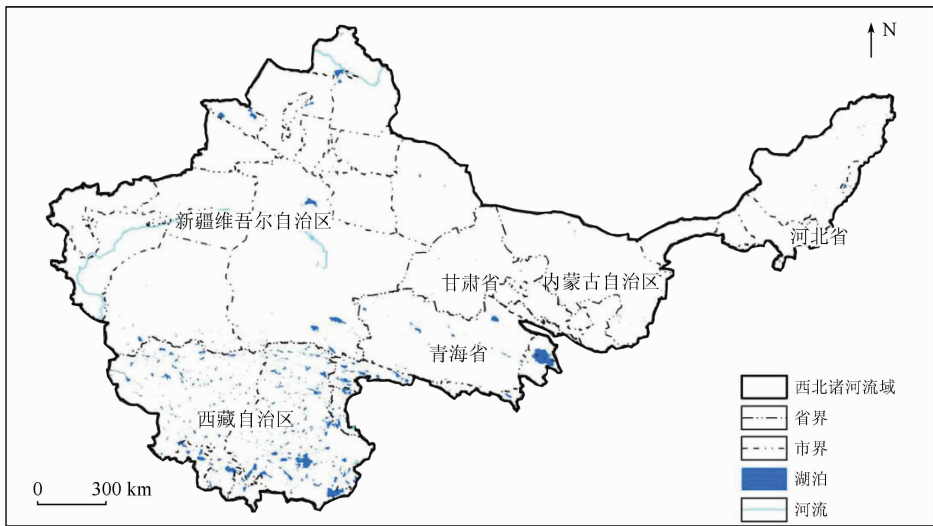 N
新疆维吾尔自治区
河北省
甘肃省
内蒙古自治区
青海省
西藏自治区
西北诸河流域
省界
市界
湖泊
河流
0 300 km